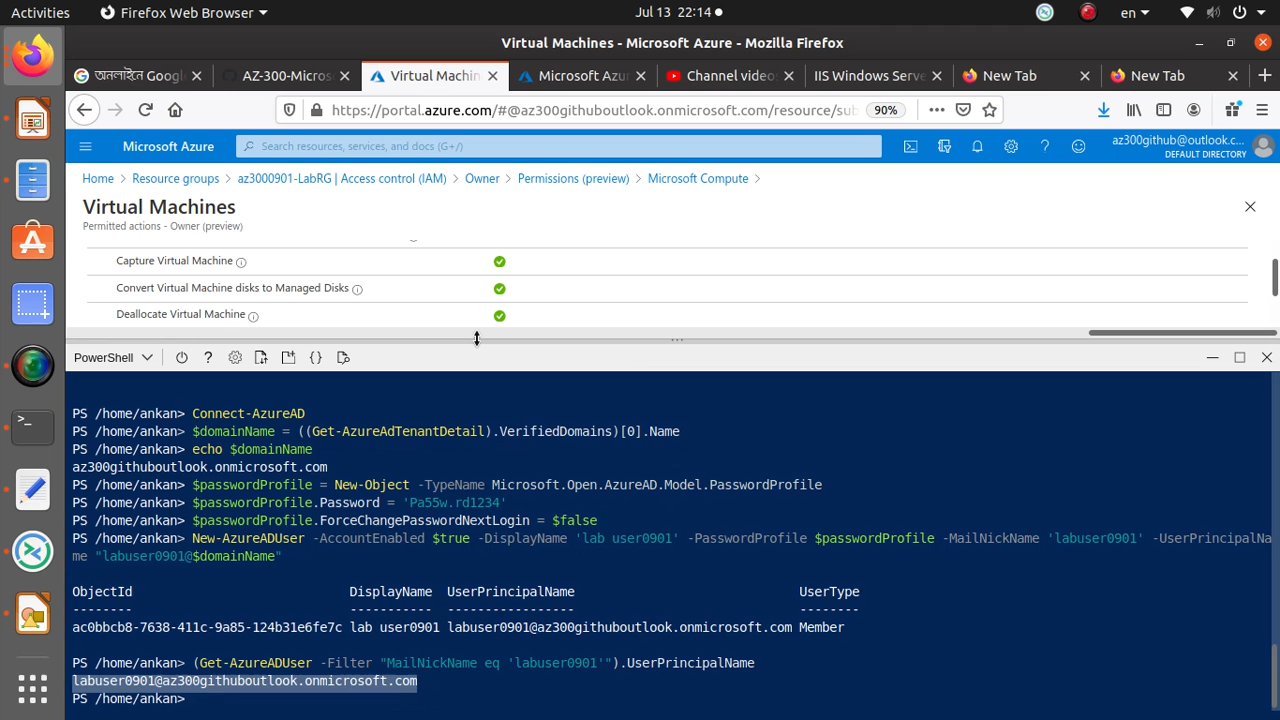 Activities
Firefox Web Browser
Jul 13 22:14
en
Virtual Machines - Microsoft Azure - Mozilla Firefox
অনলাইনে Googl
AZ-300-Micros
Virtual Machin
Microsoft Azu
Channel video
IIS Windows Serve
New Tab
New Tab
https://portal.azure.com/#@az300githuboutlook.onmicrosoft.com/resource/sub
90%
Microsoft Azure
Search resources, services, and docs (G+/)
az300github@outlook.c...
DEFAULT DIRECTORY
Home > Resource groups > az3000901-LabRG | Access control (IAM) > Owner > Permissions (preview) > Microsoft Compute >
Virtual Machines
Permitted actions - Owner (preview)
Capture Virtual Machine
Convert Virtual Machine disks to Managed Disks
Deallocate Virtual Machine
PowerShell
PS /home/ankan> Connect-AzureAD
PS /home/ankan> $domainName = ((Get-AzureAdTenantDetail).VerifiedDomains)[0].Name
PS /home/ankan> echo $domainName
az300githuboutlook.onmicrosoft.com
PS /home/ankan> $passwordProfile = New-Object -TypeName Microsoft.Open.AzureAD.Model.PasswordProfile
PS /home/ankan> $passwordProfile.Password = 'Pa55w.rd1234'
PS /home/ankan> $passwordProfile.ForceChangePasswordNextLogin = $false
PS /home/ankan> New-AzureADUser -AccountEnabled $true -DisplayName 'lab user0901' -PasswordProfile $passwordProfile -MailNickName 'labuser0901' -UserPrincipalNa
me "labuser0901@$domainName"
ObjectId DisplayName UserPrincipalName UserType
-------- ----------- ----------------- --------
ac0bbcb8-7638-411c-9a85-124b31e6fe7c lab user0901 labuser0901@az300githuboutlook.onmicrosoft.com Member
PS /home/ankan> (Get-AzureADUser -Filter "MailNickName eq 'labuser0901'").UserPrincipalName
labuser0901@az300githuboutlook.onmicrosoft.com
PS /home/ankan>